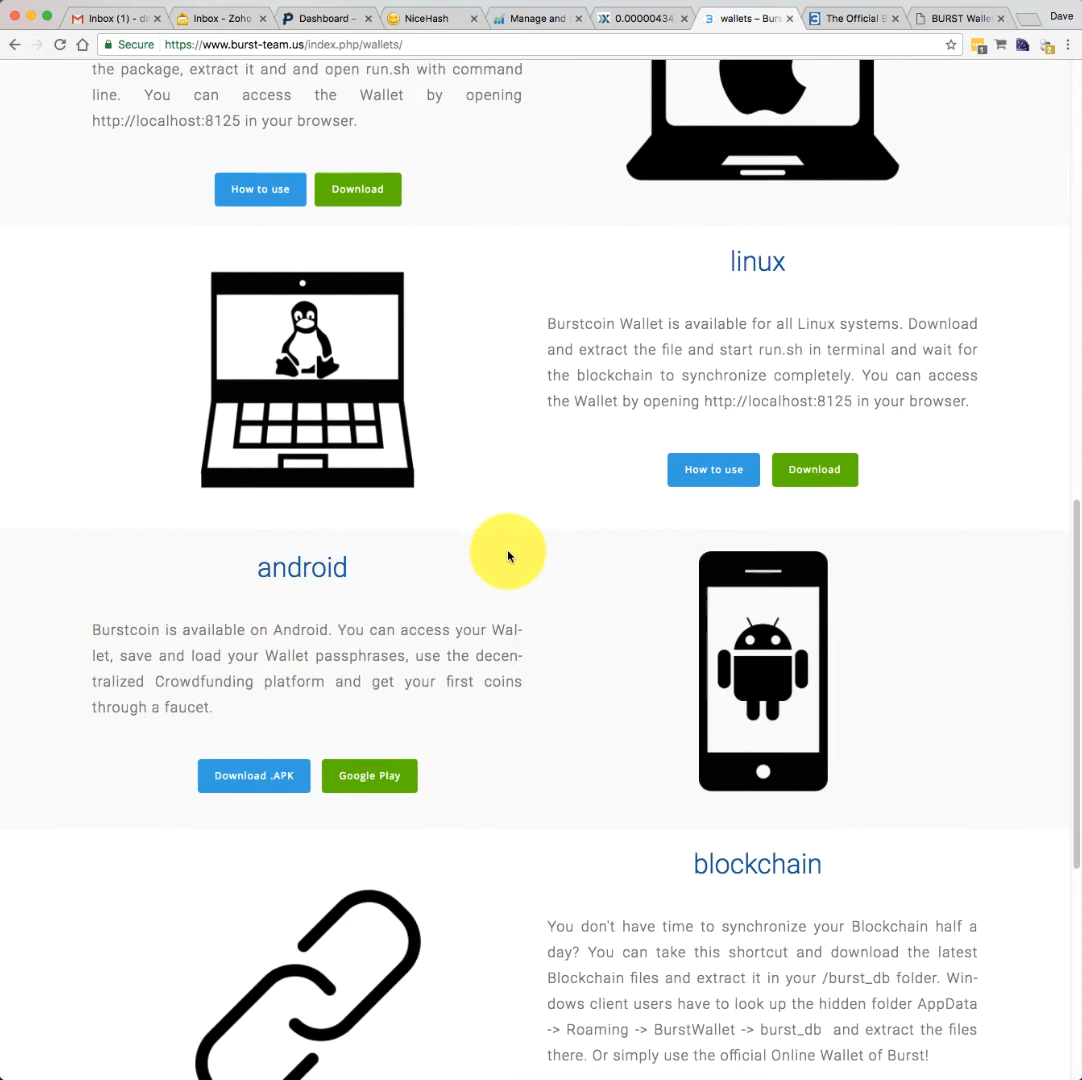 Inbox (1) - da
Inbox - Zoho
Dashboard -
NiceHash
Manage and
0.00000434
wallets – Burs
The Official B
BURST Walle
Dave
Secure
https://www.burst-team.us/index.php/wallets/
the package, extract it and and open run.sh with command
line. You can access the Wallet by opening
http://localhost:8125 in your browser.
How to use
Download
linux
Burstcoin Wallet is available for all Linux systems. Download
and extract the file and start run.sh in terminal and wait for
the blockchain to synchronize completely. You can access
the Wallet by opening http://localhost:8125 in your browser.
How to use
Download
android
Burstcoin is available on Android. You can access your Wal-
let, save and load your Wallet passphrases, use the decen-
tralized Crowdfunding platform and get your first coins
through a faucet.
Download .APK
Google Play
blockchain
You don't have time to synchronize your Blockchain half a
day? You can take this shortcut and download the latest
Blockchain files and extract it in your /burst_db folder. Win-
dows client users have to look up the hidden folder AppData
-> Roaming -> BurstWallet -> burst_db and extract the files
there. Or simply use the official Online Wallet of Burst!